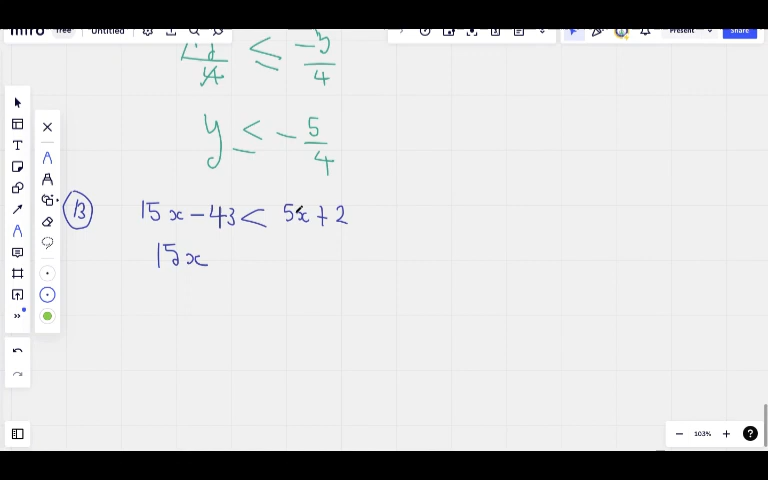 miro free Untitled Present Share
≤ -5/4
y ≤ - 5/4
13 15x - 43 < 5x + 2
15x
103%